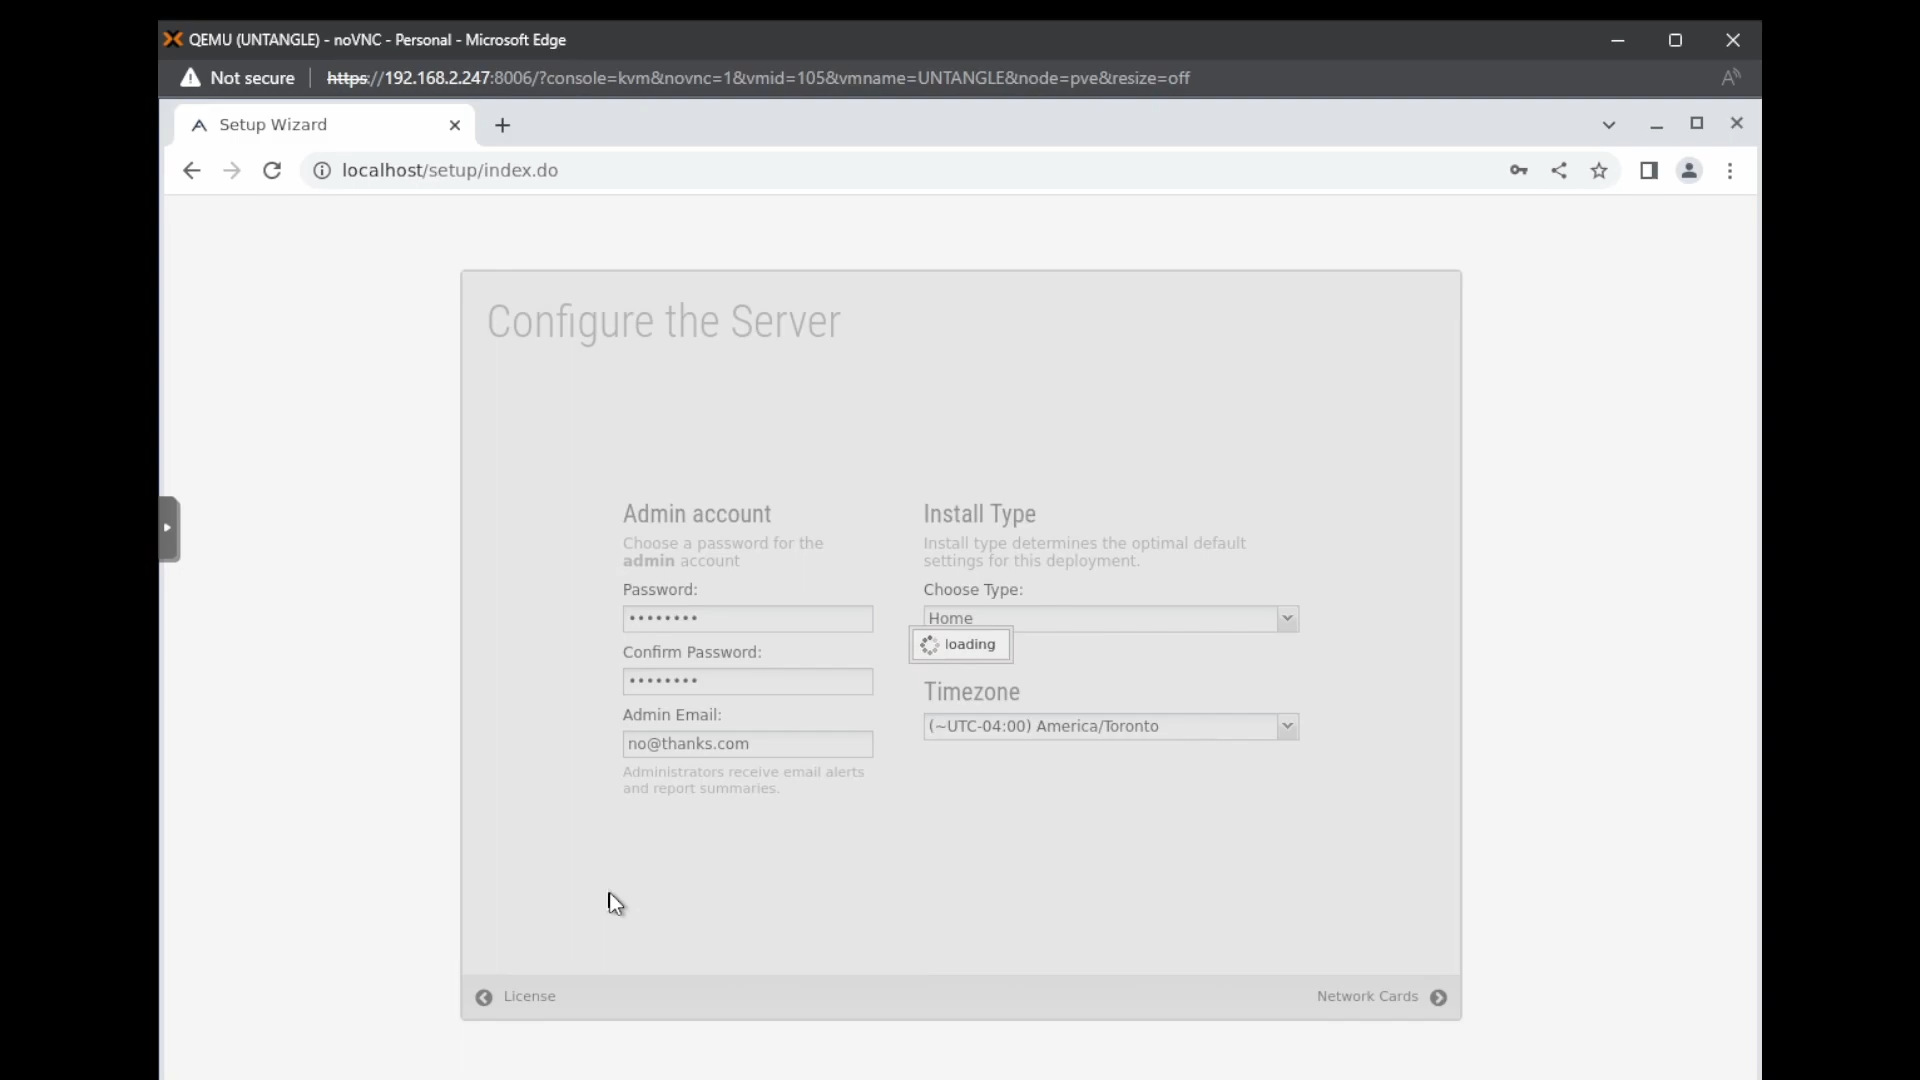 QEMU (UNTANGLE) - noVNC - Personal - Microsoft Edge
Not secure https://192.168.2.247:8006/?console=kvm&novnc=1&vmid=105&vmname=UNTANGLE&node=pve&resize=off
Setup Wizard
localhost/setup/index.do
Configure the Server
Admin account
Choose a password for the
admin account
Password:
••••••••
Confirm Password:
••••••••
Admin Email:
no@thanks.com
Administrators receive email alerts
and report summaries.
Install Type
Install type determines the optimal default
settings for this deployment.
Choose Type:
Home
loading
Timezone
(~UTC-04:00) America/Toronto
License
Network Cards